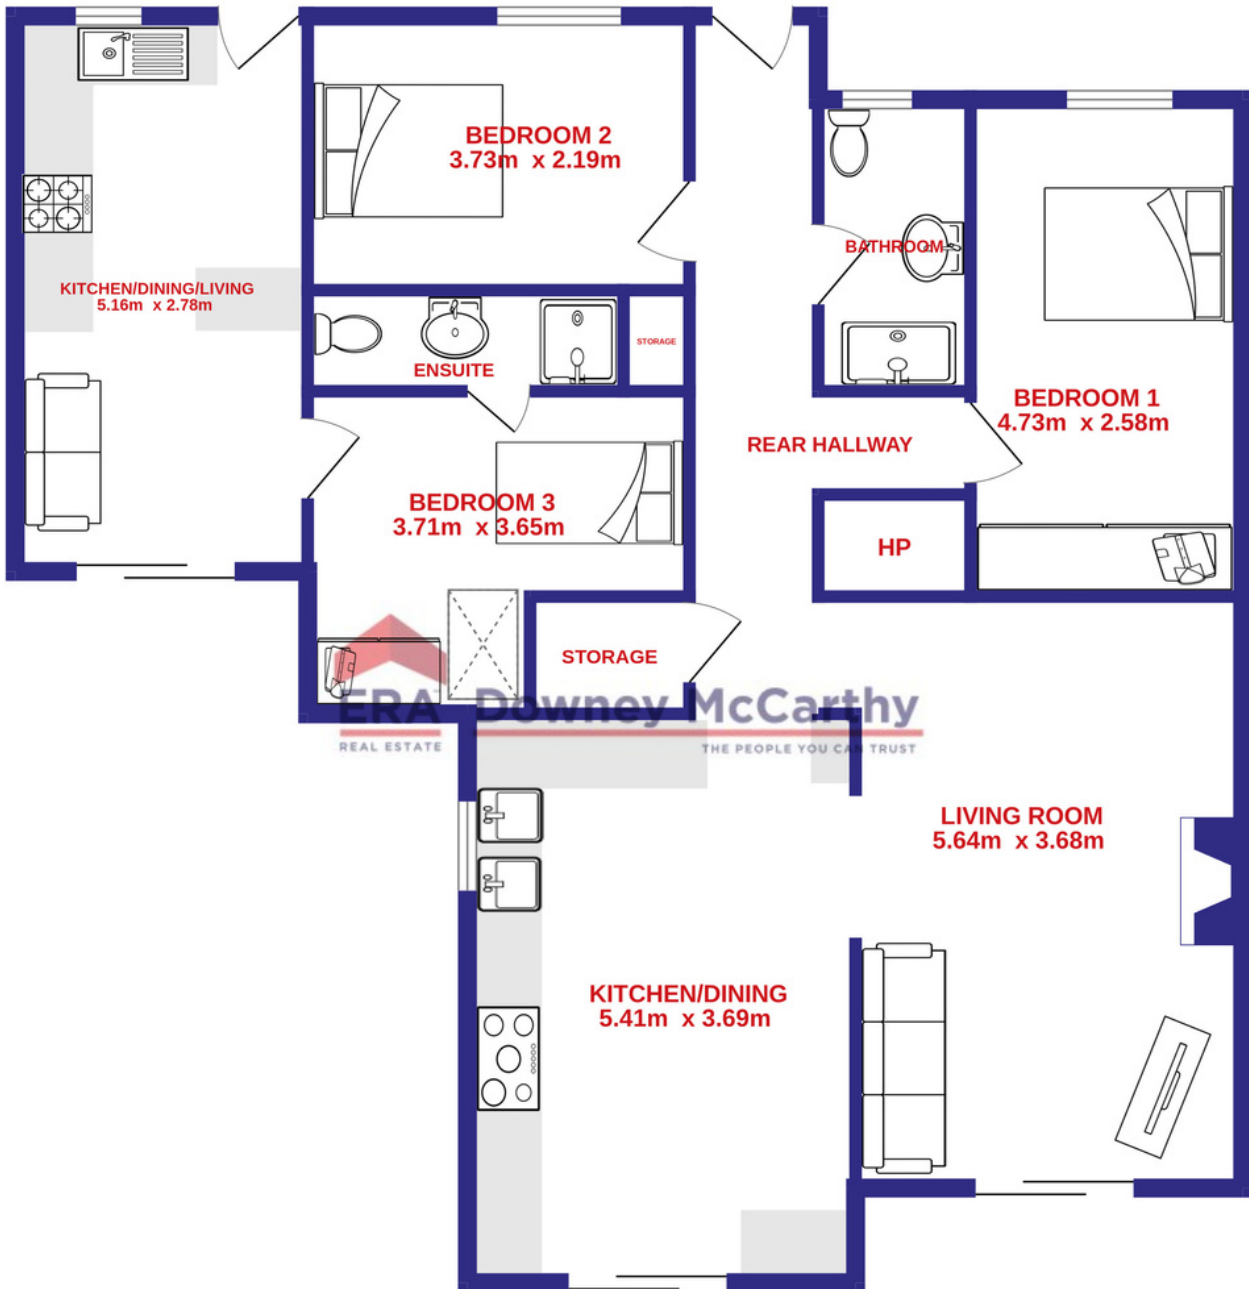 BEDROOM 2
3.73m x 2.19m
BATHROOM
KITCHEN/DINING/LIVING
5.16m x 2.78m
STORAGE
ENSUITE
BEDROOM 1
4.73m x 2.58m
REAR HALLWAY
BEDROOM 3
3.71m x 3.65m
HP
STORAGE
ERA Downey McCarthy
REAL ESTATE THE PEOPLE YOU CAN TRUST
LIVING ROOM
5.64m x 3.68m
KITCHEN/DINING
5.41m x 3.69m